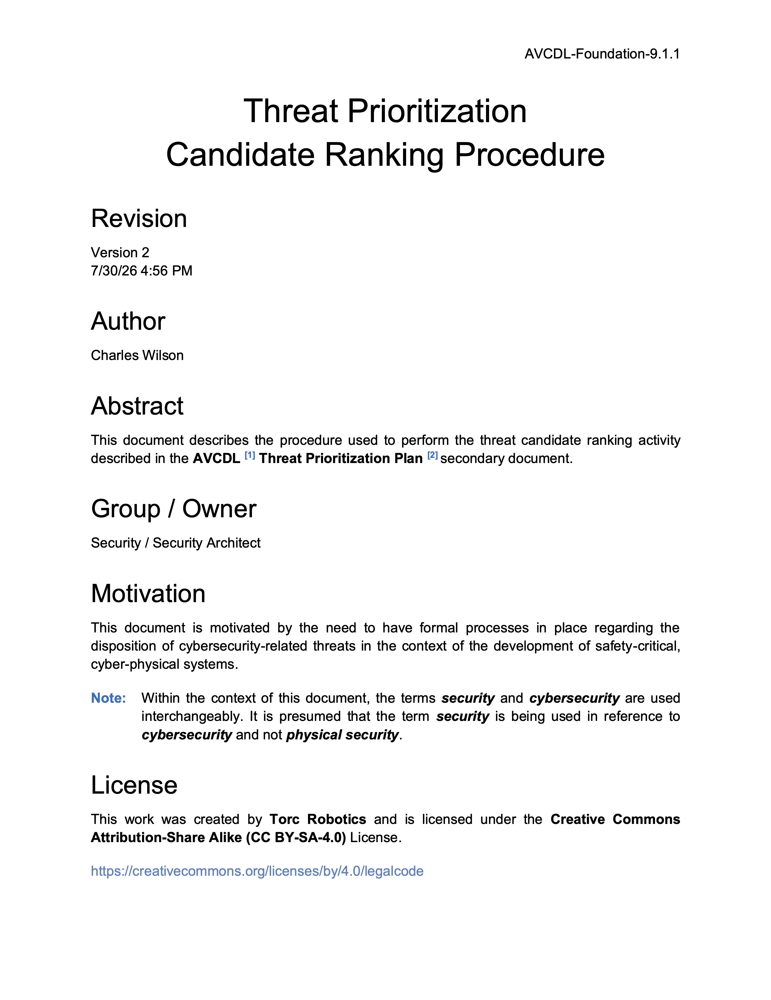 AVCDL-Foundation-9.1.1
Threat Prioritization
Candidate Ranking Procedure
Revision
Version 2
7/30/26 4:56 PM
Author
Charles Wilson
Abstract
This document describes the procedure used to perform the threat candidate ranking activity
described in the AVCDL [1] Threat Prioritization Plan [2] secondary document.
Group / Owner
Security / Security Architect
Motivation
This document is motivated by the need to have formal processes in place regarding the
disposition of cybersecurity-related threats in the context of the development of safety-critical,
cyber-physical systems.
Note: Within the context of this document, the terms security and cybersecurity are used
interchangeably. It is presumed that the term security is being used in reference to
cybersecurity and not physical security.
License
This work was created by Torc Robotics and is licensed under the Creative Commons
Attribution-Share Alike (CC BY-SA-4.0) License.
https://creativecommons.org/licenses/by/4.0/legalcode